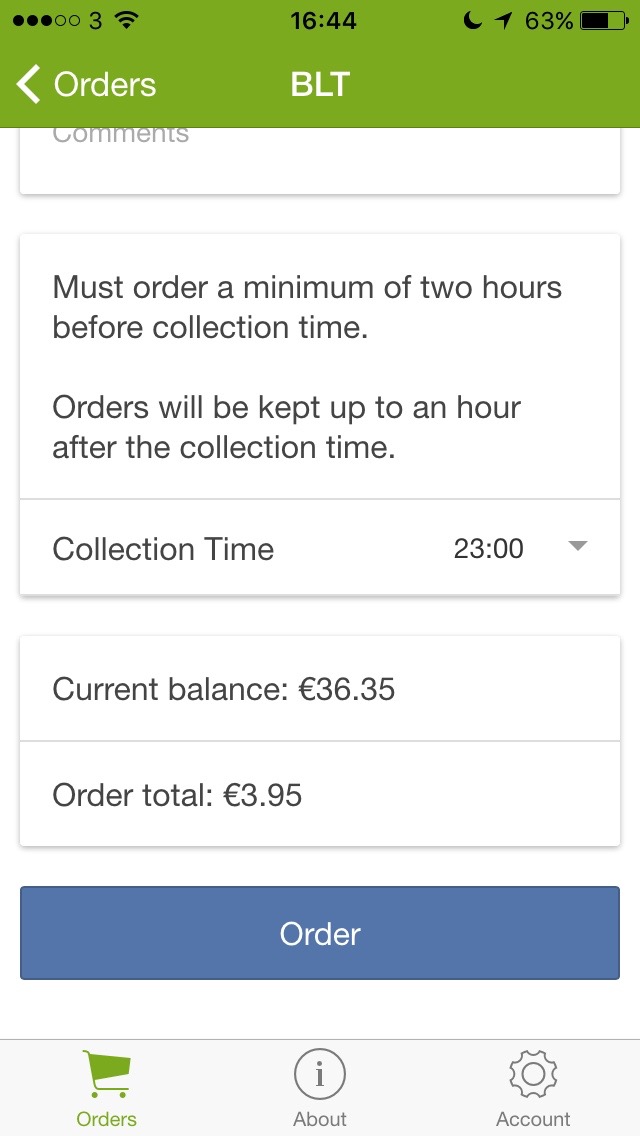 3 16:44 63%
Orders BLT
Comments
Must order a minimum of two hours
before collection time.
Orders will be kept up to an hour
after the collection time.
Collection Time 23:00
Current balance: €36.35
Order total: €3.95
Order
Orders About Account